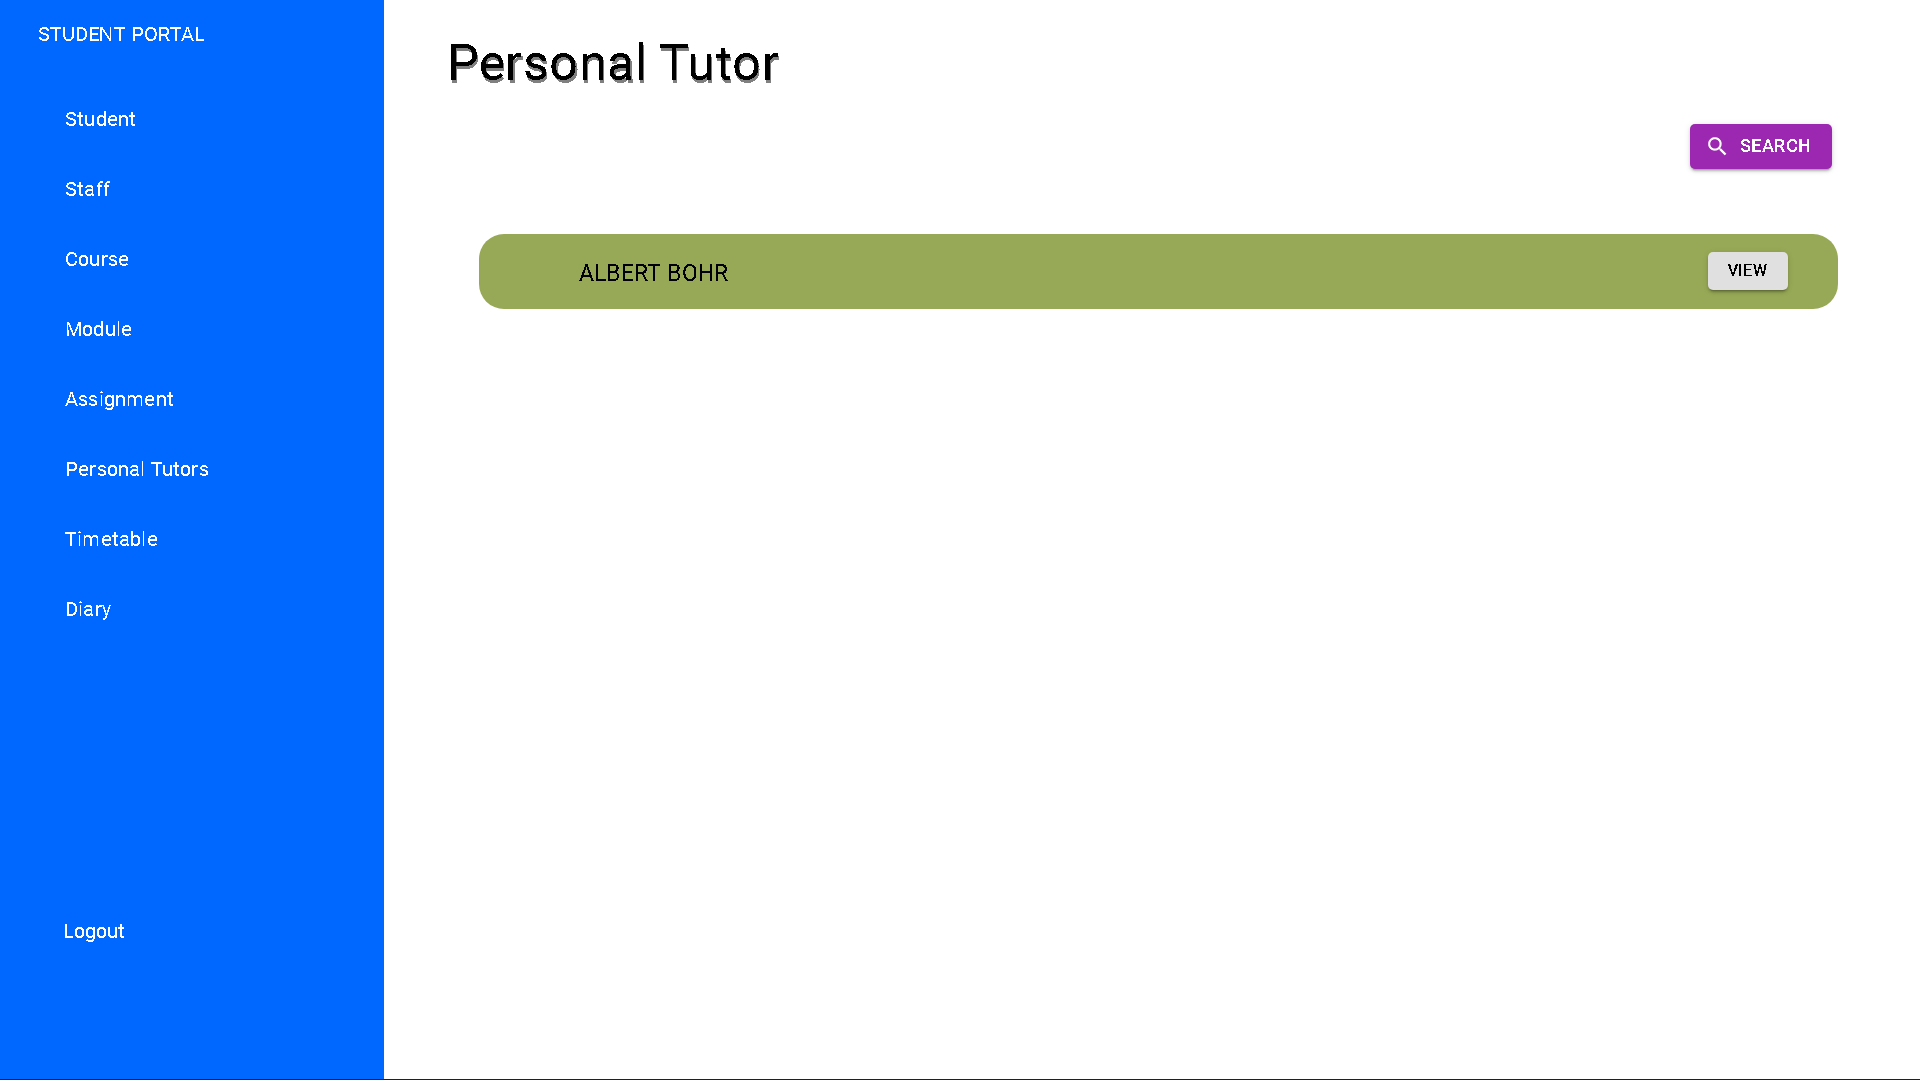 STUDENT PORTAL
Student
Staff
Course
Module
Assignment
Personal Tutors
Timetable
Diary
Logout
Personal Tutor
SEARCH
ALBERT BOHR
VIEW